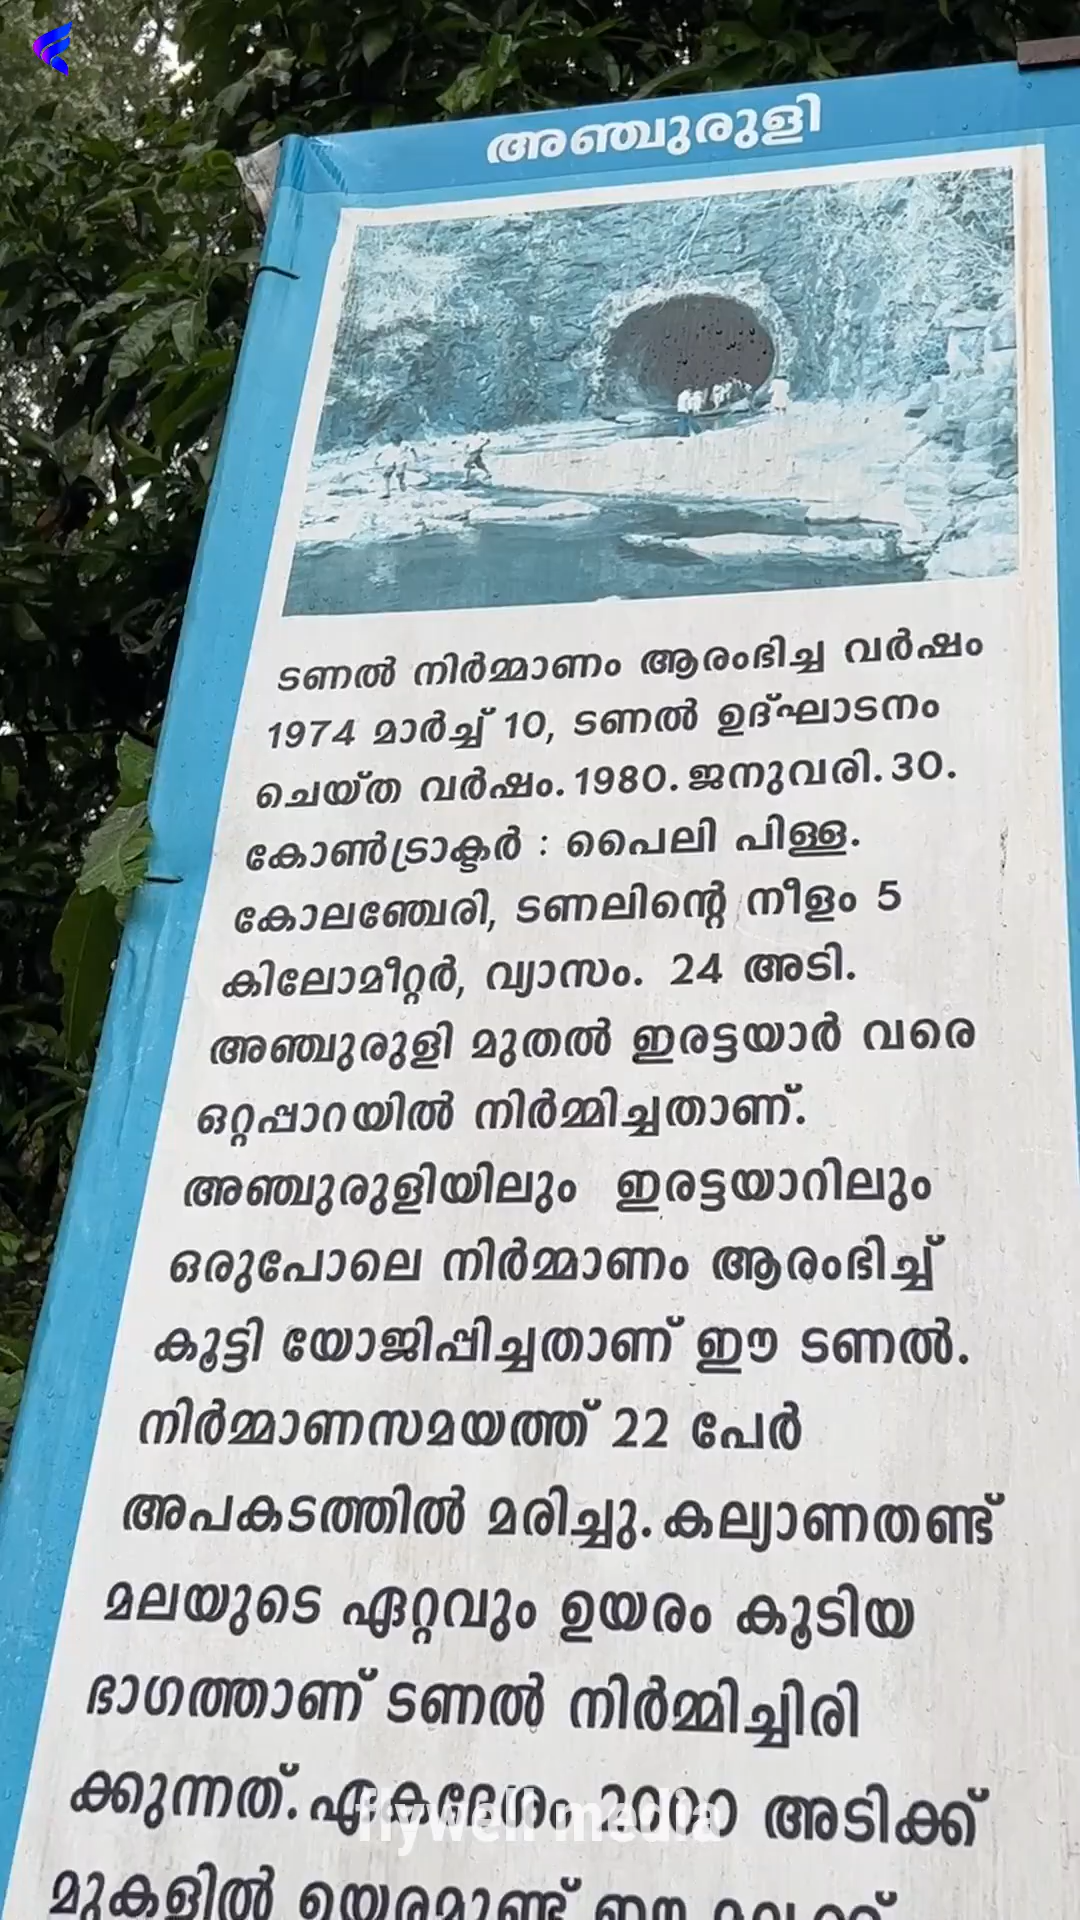 അഞ്ചുരുളി
ടണൽ നിർമ്മാണം ആരംഭിച്ച വർഷം
1974 മാർച്ച് 10, ടണൽ ഉദ്ഘാടനം
ചെയ്ത വർഷം.1980.ജനുവരി.30.
കോൺട്രാക്ടർ : പൈലി പിള്ള.
കോലഞ്ചേരി, ടണലിന്റെ നീളം 5
കിലോമീറ്റർ, വ്യാസം. 24 അടി.
അഞ്ചുരുളി മുതൽ ഇരട്ടയാർ വരെ
ഒറ്റപ്പാറയിൽ നിർമ്മിച്ചതാണ്.
അഞ്ചുരുളിയിലും ഇരട്ടയാറിലും
ഒരുപോലെ നിർമ്മാണം ആരംഭിച്ച്
കൂട്ടി യോജിപ്പിച്ചതാണ് ഈ ടണൽ.
നിർമ്മാണസമയത്ത് 22 പേർ
അപകടത്തിൽ മരിച്ചു.കല്യാണതണ്ട്
മലയുടെ ഏറ്റവും ഉയരം കൂടിയ
ഭാഗത്താണ് ടണൽ നിർമ്മിച്ചിരി
ക്കുന്നത്.ഏകദേശം 2000 അടിക്ക്
flywell media
മുകളിൽ ഉയരമുണ്ട് ഈ